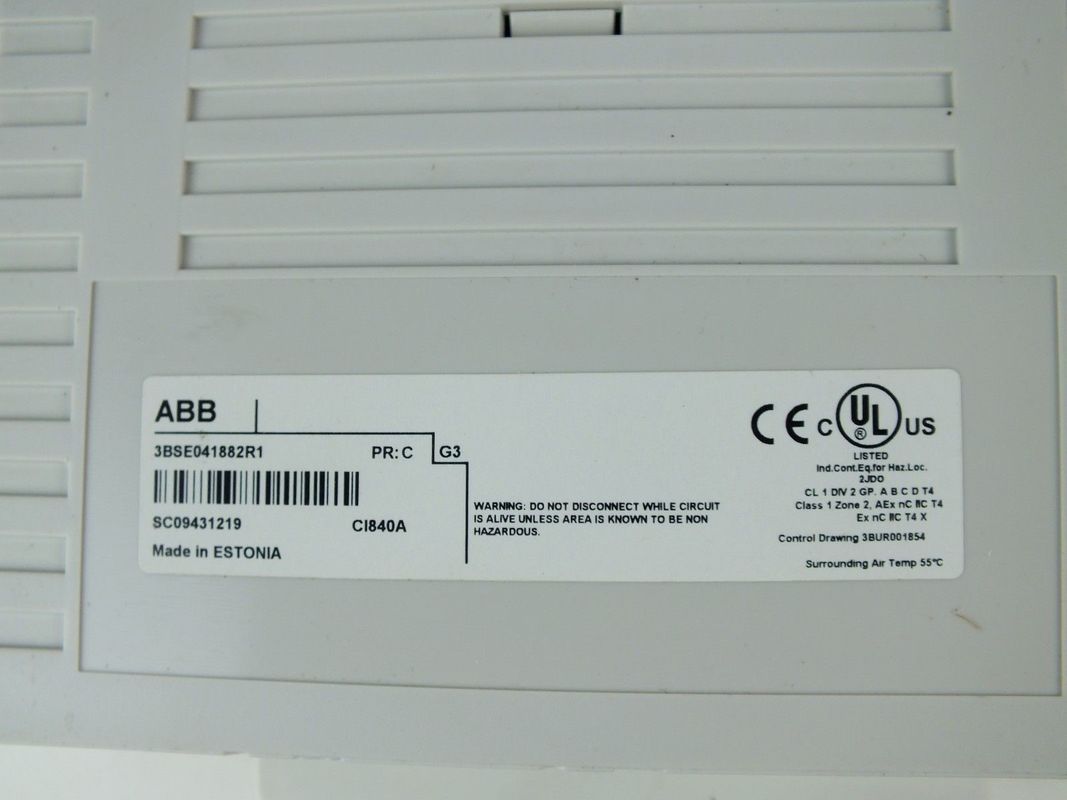 ABB
3BSE041882R1 PR: C G3
SC09431219 CI840A
Made in ESTONIA
WARNING: DO NOT DISCONNECT WHILE CIRCUIT
IS ALIVE UNLESS AREA IS KNOWN TO BE NON
HAZARDOUS.
CE C UL ® US
LISTED
Ind.Cont.Eq.for Haz.Loc.
2JD0
CL 1 DIV 2 GP. A B C D T4
Class 1 Zone 2, AEx nC IIC T4
Ex nC IIC T4 X
Control Drawing 3BUR001854
Surrounding Air Temp 55°C